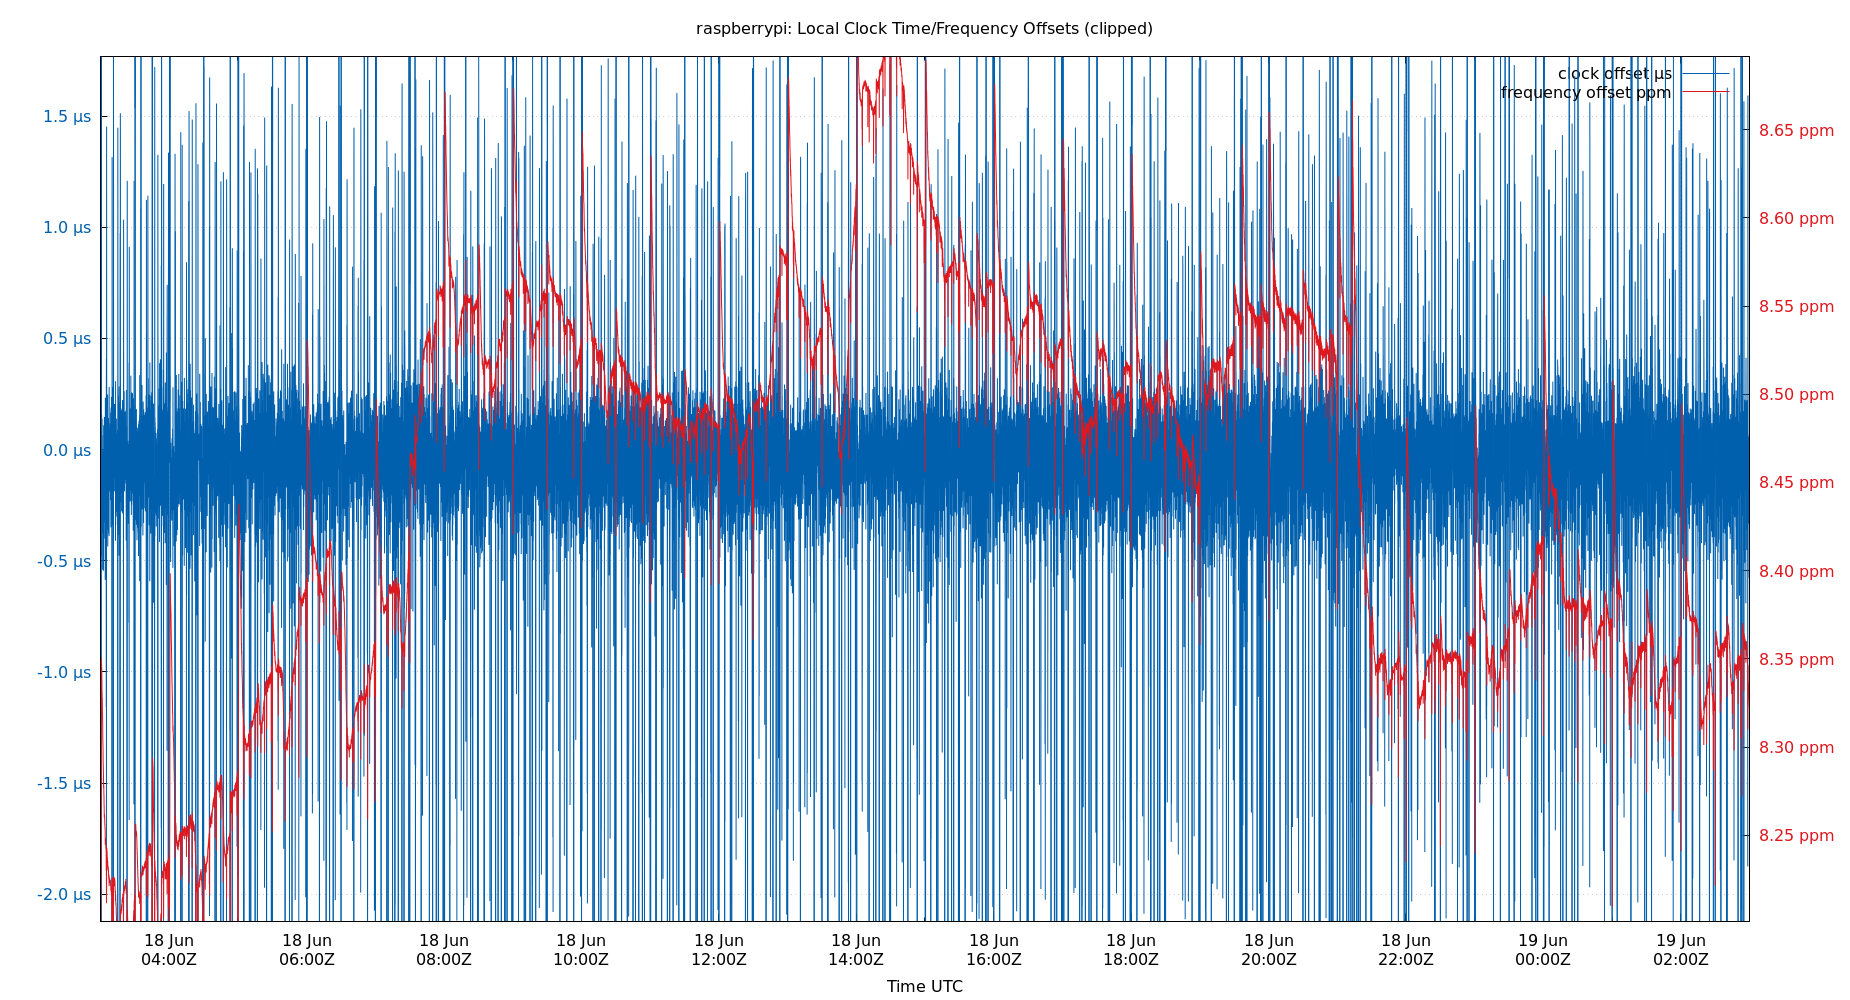 raspberrypi: Local Clock Time/Frequency Offsets (clipped)
clock offset µs
frequency offset ppm
1.5 µs
1.0 µs
0.5 µs
0.0 µs
-0.5 µs
-1.0 µs
-1.5 µs
-2.0 µs
8.65 ppm
8.60 ppm
8.55 ppm
8.50 ppm
8.45 ppm
8.40 ppm
8.35 ppm
8.30 ppm
8.25 ppm
18 Jun 18 Jun 18 Jun 18 Jun 18 Jun 18 Jun 18 Jun 18 Jun 18 Jun 18 Jun 19 Jun 19 Jun
04:00Z 06:00Z 08:00Z 10:00Z 12:00Z 14:00Z 16:00Z 18:00Z 20:00Z 22:00Z 00:00Z 02:00Z
Time UTC